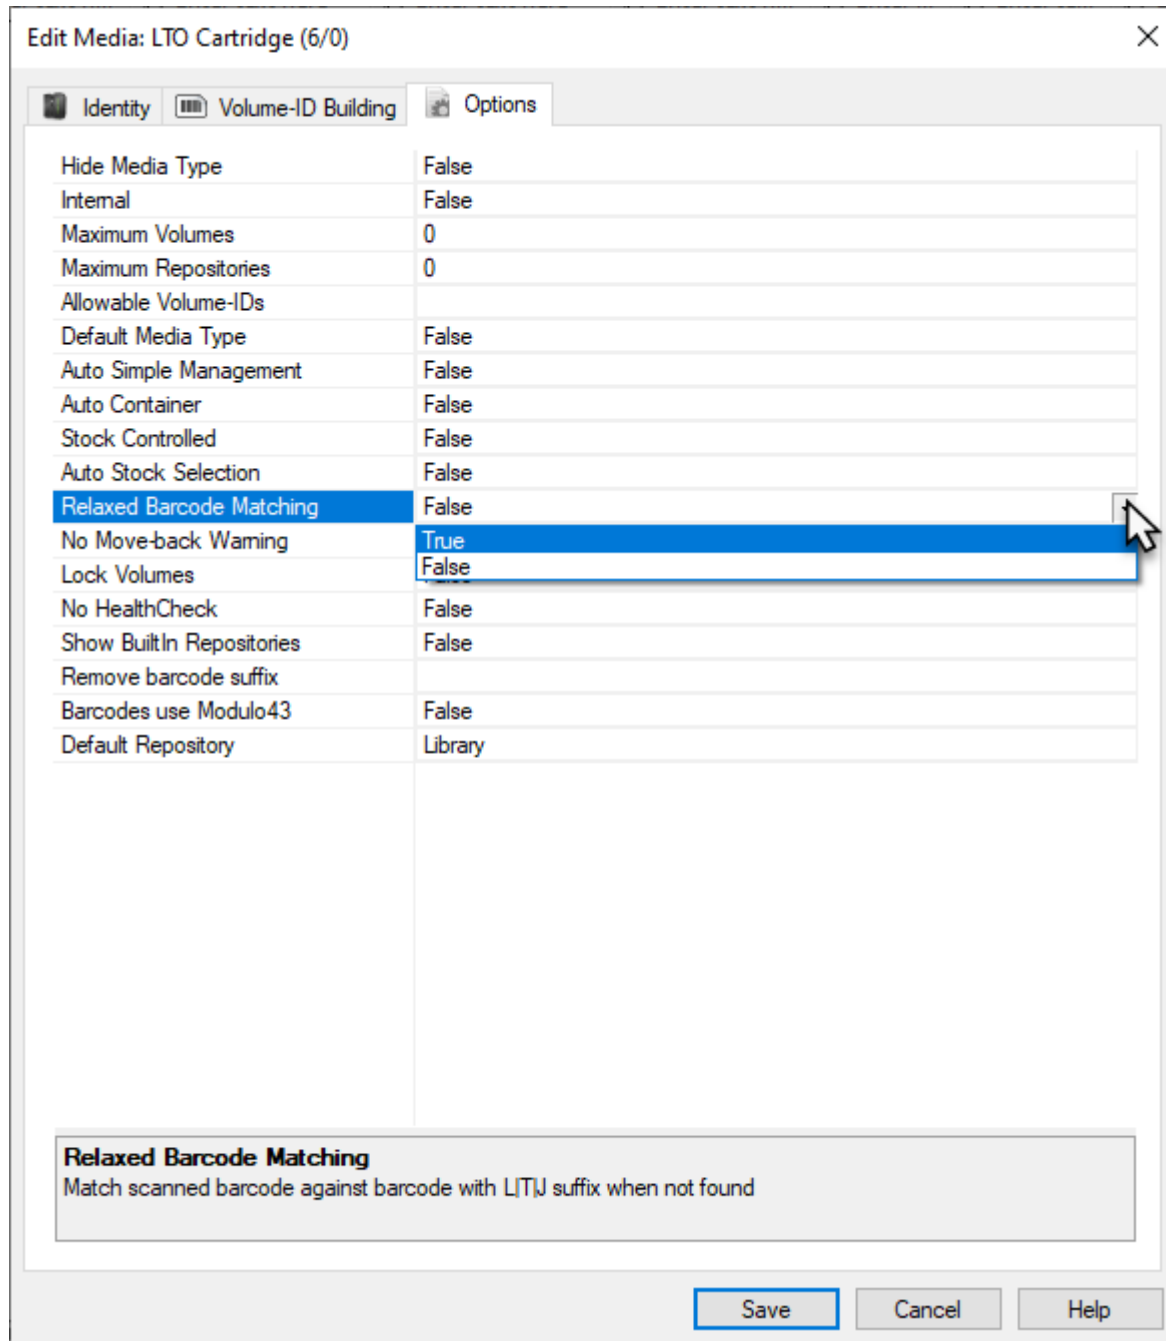 Edit Media: LTO Cartridge (6/0)
Identity Volume-ID Building Options
Hide Media Type False
Internal False
Maximum Volumes 0
Maximum Repositories 0
Allowable Volume-IDs
Default Media Type False
Auto Simple Management False
Auto Container False
Stock Controlled False
Auto Stock Selection False
Relaxed Barcode Matching False
No Move-back Warning True
False
Lock Volumes
No HealthCheck False
Show BuiltIn Repositories False
Remove barcode suffix
Barcodes use Modulo43 False
Default Repository Library
Relaxed Barcode Matching
Match scanned barcode against barcode with L|T|J suffix when not found
Save Cancel Help